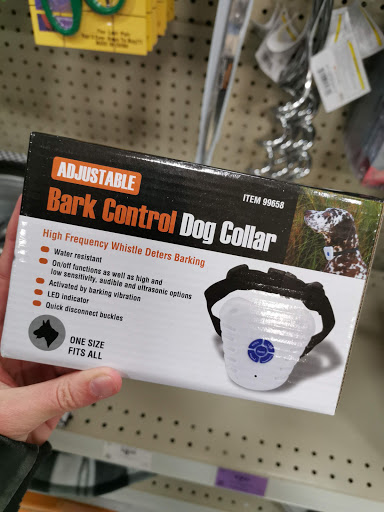 ADJUSTABLE
ITEM 99658
Bark Control Dog Collar
High Frequency Whistle Deters Barking
Water resistant
On/off functions as well as high and
low sensitivity, audible and ultrasonic options
Activated by barking vibration
LED indicator
Quick disconnect buckles
ONE SIZE
FITS ALL